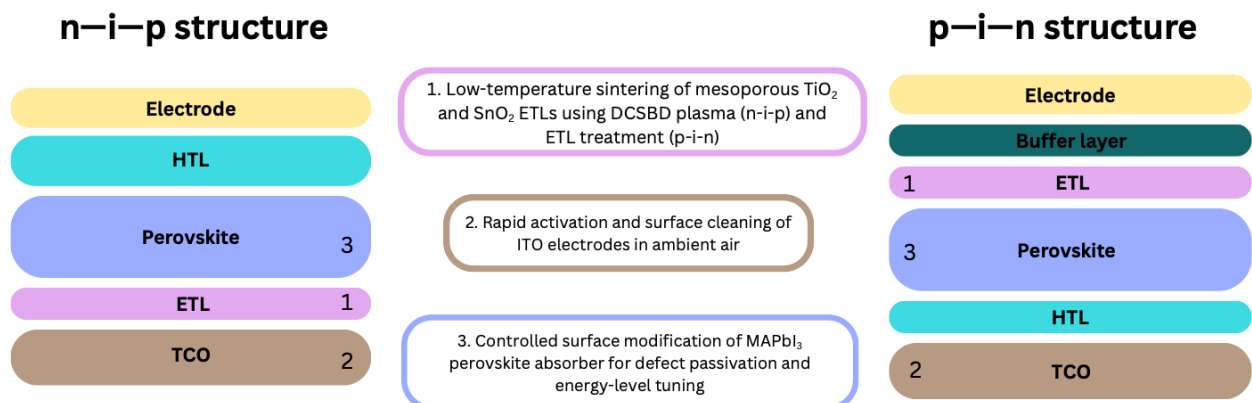 n—i—p structure
Electrode
HTL
Perovskite
3
ETL
1
TCO
2
1. Low-temperature sintering of mesoporous TiO₂
and SnO₂ ETLs using DCSBD plasma (n-i-p) and
ETL treatment (p-i-n)
2. Rapid activation and surface cleaning of
ITO electrodes in ambient air
3. Controlled surface modification of MAPbI₃
perovskite absorber for defect passivation and
energy-level tuning
p—i—n structure
Electrode
Buffer layer
1
ETL
3
Perovskite
HTL
2
TCO